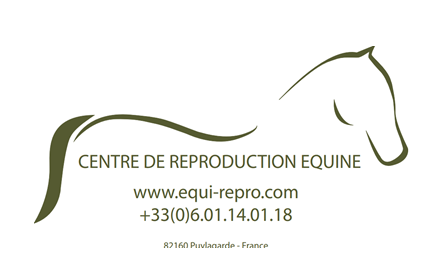 CENTRE DE REPRODUCTION EQUINE
www.equi-repro.com
+33(0)6.01.14.01.18
82160 Puylagarde - France